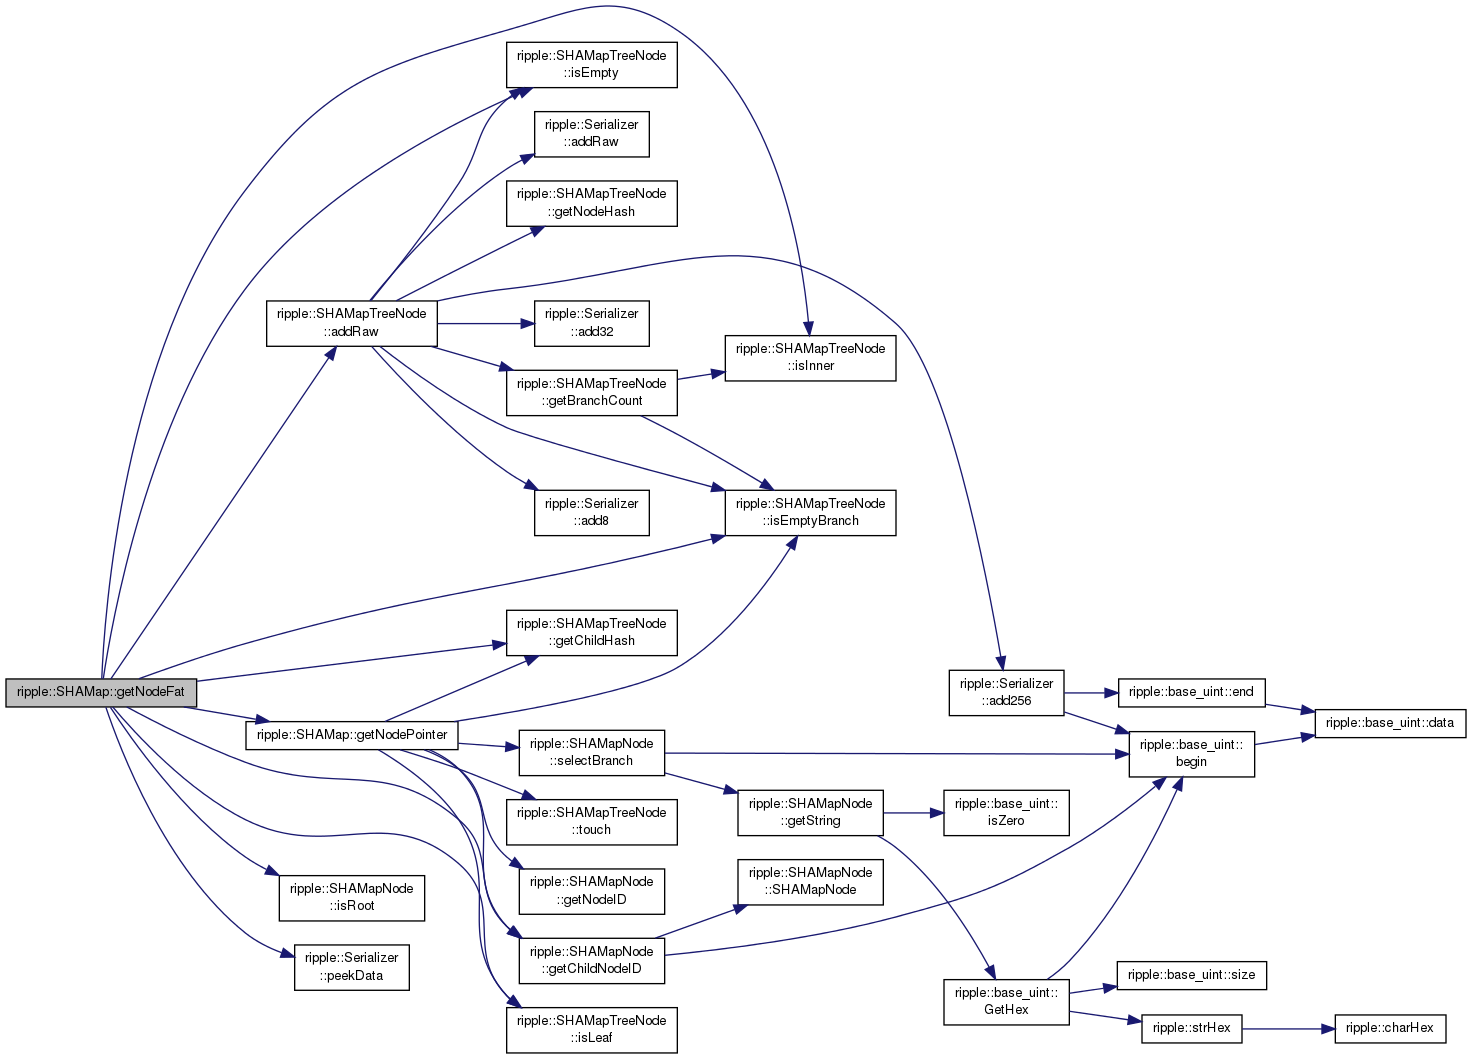 ripple::SHAMapTreeNode
::isEmpty
ripple::Serializer
::addRaw
ripple::SHAMapTreeNode
::getNodeHash
ripple::SHAMapTreeNode
::addRaw
ripple::Serializer
::add32
ripple::SHAMapTreeNode
::isInner
ripple::SHAMapTreeNode
::getBranchCount
ripple::Serializer
::add8
ripple::SHAMapTreeNode
::isEmptyBranch
ripple::SHAMapTreeNode
::getChildHash
ripple::SHAMap::getNodeFat
ripple::SHAMap::getNodePointer
ripple::Serializer
::add256
ripple::base_uint::end
ripple::base_uint::data
ripple::SHAMapNode
::selectBranch
ripple::base_uint::
begin
ripple::SHAMapTreeNode
::touch
ripple::SHAMapNode
::getString
ripple::base_uint::
isZero
ripple::SHAMapNode
::isRoot
ripple::SHAMapNode
::getNodeID
ripple::SHAMapNode
::SHAMapNode
ripple::Serializer
::peekData
ripple::SHAMapNode
::getChildNodeID
ripple::base_uint::size
ripple::base_uint::
GetHex
ripple::SHAMapTreeNode
::isLeaf
ripple::strHex
ripple::charHex